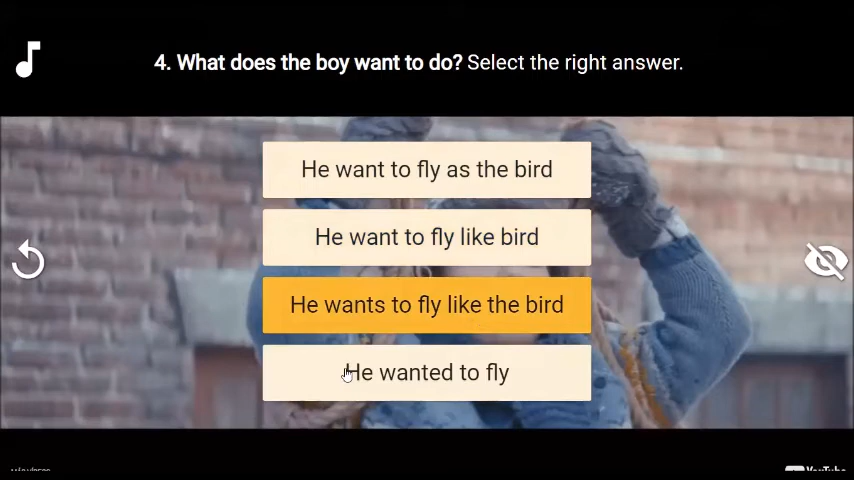 4. What does the boy want to do? Select the right answer.
He want to fly as the bird
He want to fly like bird
He wants to fly like the bird
He wanted to fly
YouTube